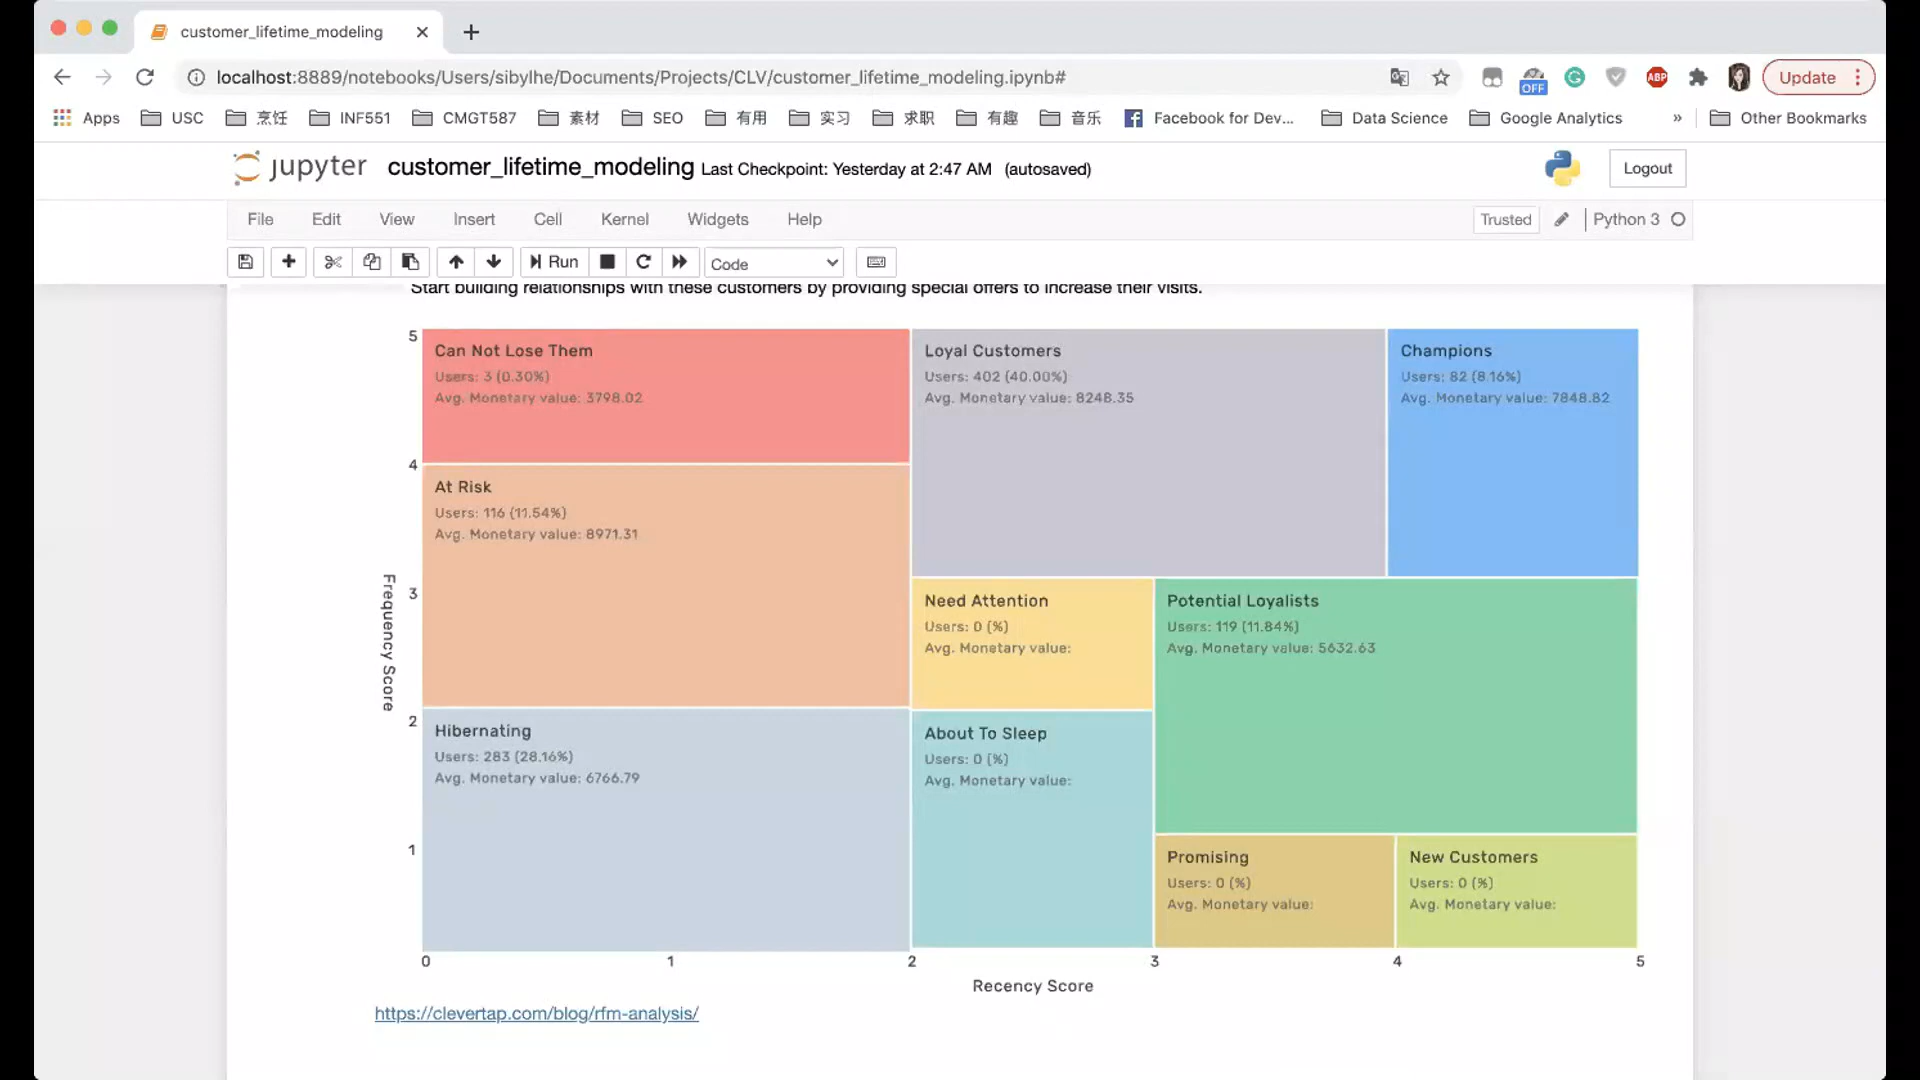 customer_lifetime_modeling
localhost:8889/notebooks/Users/sibylhe/Documents/Projects/CLV/customer_lifetime_modeling.ipynb#
OFF
ABP
Update
Apps USC 烹饪 INF551 CMGT587 素材 SEO 有用 实习 求职 有趣 音乐 Facebook for Dev... Data Science Google Analytics » Other Bookmarks
jupyter customer_lifetime_modeling Last Checkpoint: Yesterday at 2:47 AM (autosaved)
Logout
File Edit View Insert Cell Kernel Widgets Help
Trusted Python 3
Run Code
Start building relationships with these customers by providing special offers to increase their visits.
5
Can Not Lose Them
Users: 3 (0.30%)
Avg. Monetary value: 3798.02
Loyal Customers
Users: 402 (40.00%)
Avg. Monetary value: 8248.35
Champions
Users: 82 (8.16%)
Avg. Monetary value: 7848.82
4
At Risk
Users: 116 (11.54%)
Avg. Monetary value: 8971.31
Frequency Score
3
Need Attention
Users: 0 (%)
Avg. Monetary value:
Potential Loyalists
Users: 119 (11.84%)
Avg. Monetary value: 5632.63
2
Hibernating
Users: 283 (28.16%)
Avg. Monetary value: 6766.79
About To Sleep
Users: 0 (%)
Avg. Monetary value:
1
Promising
Users: 0 (%)
Avg. Monetary value:
New Customers
Users: 0 (%)
Avg. Monetary value:
0 1 2 3 4 5
Recency Score
https://clevertap.com/blog/rfm-analysis/